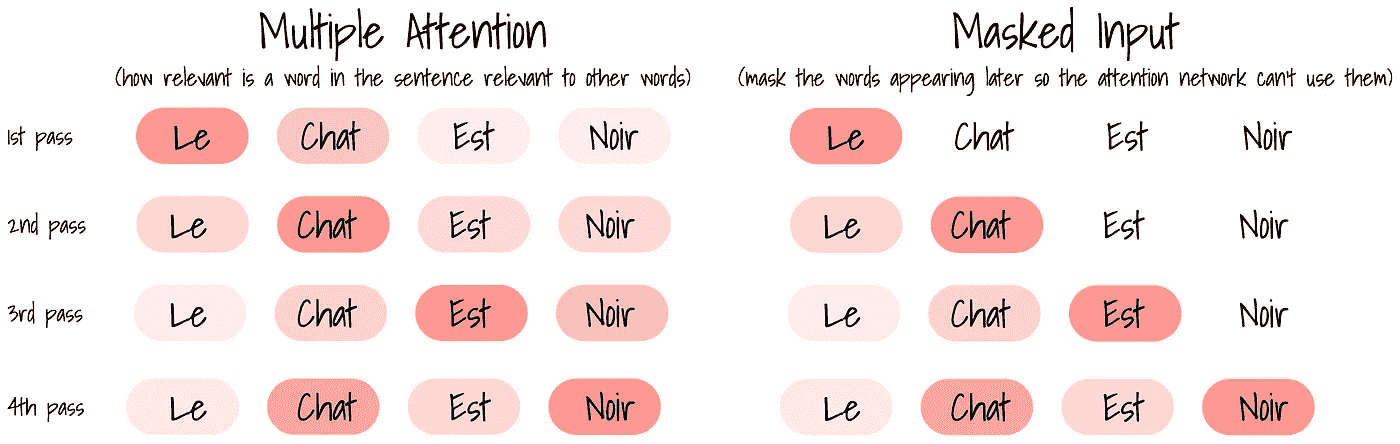 Multiple Attention
(how relevant is a word in the sentence relevant to other words)
Masked Input
(mask the words appearing later so the attention network can't use them)
1st pass Le Chat Est Noir Le Chat Est Noir
2nd pass Le Chat Est Noir Le Chat Est Noir
3rd pass Le Chat Est Noir Le Chat Est Noir
4th pass Le Chat Est Noir Le Chat Est Noir